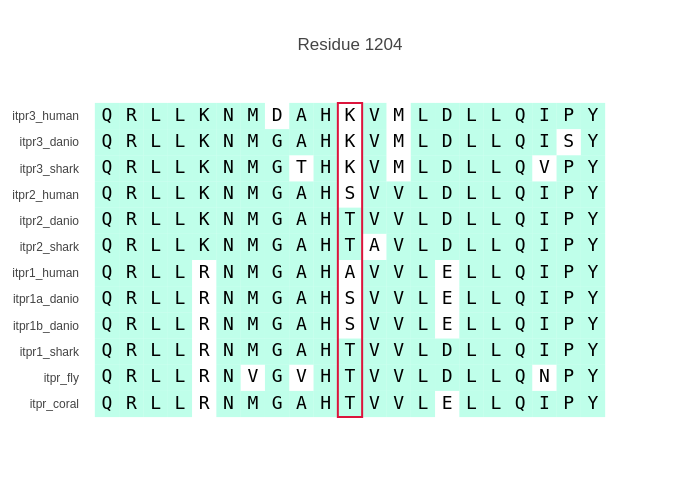 Residue 1204
itpr3_human Q R L L K N M D A H K V M L D L L Q I P Y
itpr3_danio Q R L L K N M G A H K V M L D L L Q I S Y
itpr3_shark Q R L L K N M G T H K V M L D L L Q V P Y
itpr2_human Q R L L K N M G A H S V V L D L L Q I P Y
itpr2_danio Q R L L K N M G A H T V V L D L L Q I P Y
itpr2_shark Q R L L K N M G A H T A V L D L L Q I P Y
itpr1_human Q R L L R N M G A H A V V L E L L Q I P Y
itpr1a_danio Q R L L R N M G A H S V V L E L L Q I P Y
itpr1b_danio Q R L L R N M G A H S V V L E L L Q I P Y
itpr1_shark Q R L L R N M G A H T V V L D L L Q I P Y
itpr_fly Q R L L R N V G V H T V V L D L L Q N P Y
itpr_coral Q R L L R N M G A H T V V L E L L Q I P Y